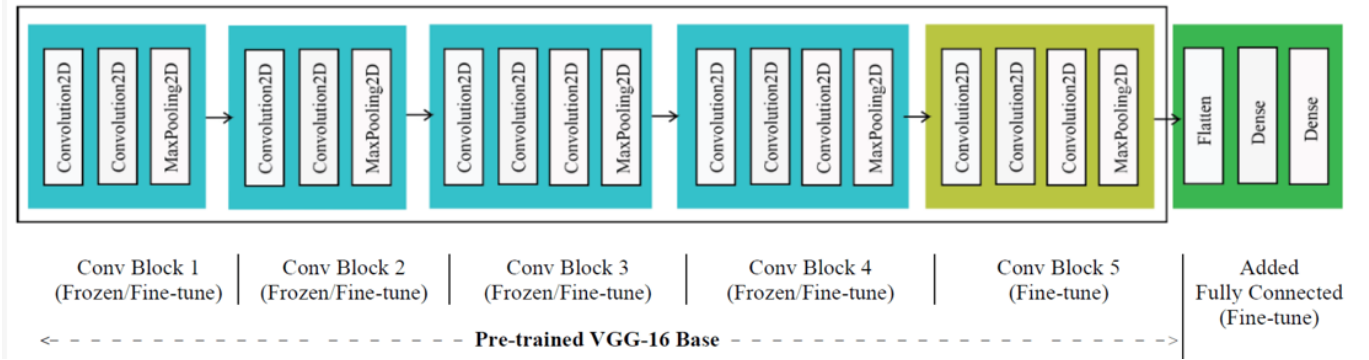 Convolution2D
Convolution2D
MaxPooling2D
Convolution2D
Convolution2D
MaxPooling2D
Convolution2D
Convolution2D
Convolution2D
MaxPooling2D
Convolution2D
Convolution2D
Convolution2D
MaxPooling2D
Convolution2D
Convolution2D
Convolution2D
MaxPooling2D
Flatten
Dense
Dense
Conv Block 1
(Frozen/Fine-tune)
Conv Block 2
(Frozen/Fine-tune)
Conv Block 3
(Frozen/Fine-tune)
Conv Block 4
(Frozen/Fine-tune)
Conv Block 5
(Fine-tune)
Added
Fully Connected
(Fine-tune)
Pre-trained VGG-16 Base